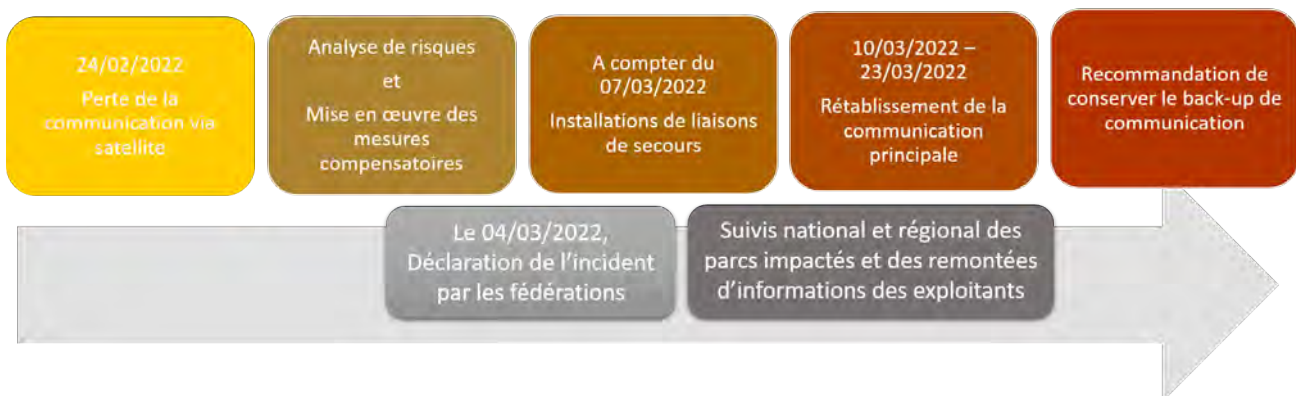 24/02/2022
Perte de la
communication via
satellite
Analyse de risques
et
Mise en œuvre des
mesures
compensatoires
A compter du
07/03/2022
Installations de liaisons
de secours
10/03/2022 –
23/03/2022
Rétablissement de la
communication
principale
Recommandation de
conserver le back-up de
communication
Le 04/03/2022,
Déclaration de l'incident
par les fédérations
Suivis national et régional des
parcs impactés et des remontées
d'informations des exploitants